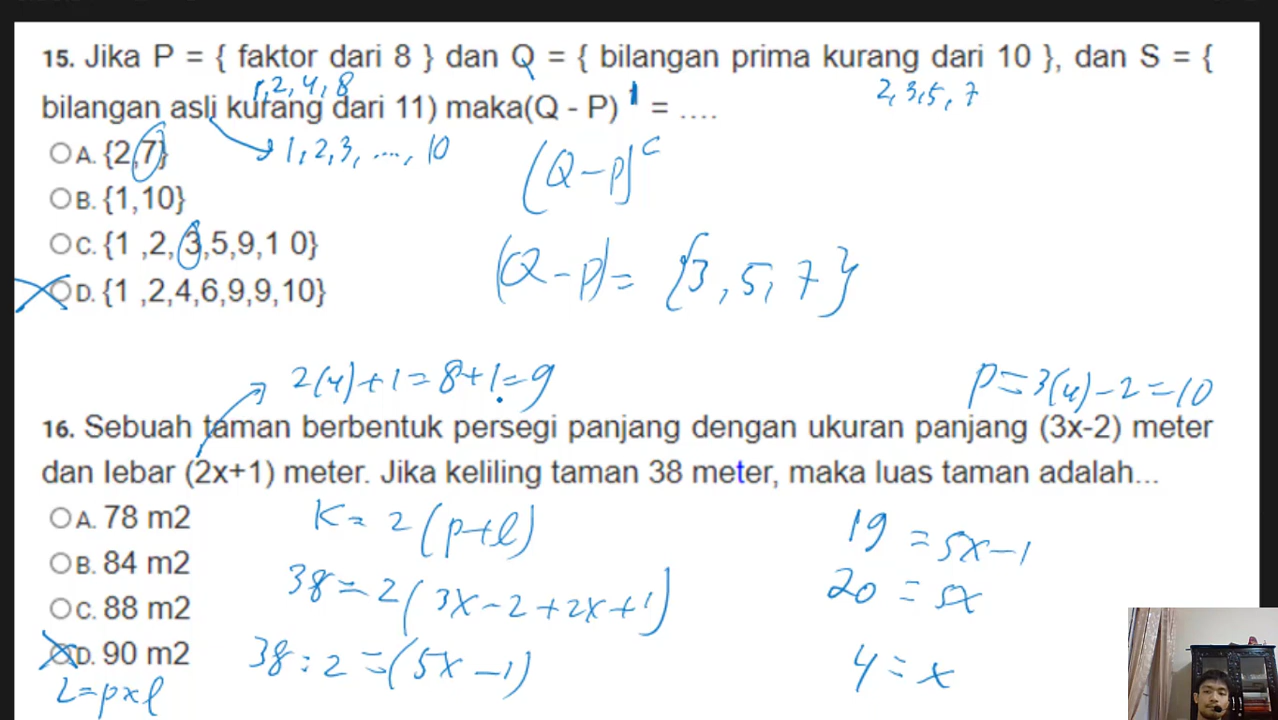 15. Jika P = { faktor dari 8 } dan Q = { bilangan prima kurang dari 10 }, dan S = {
1,2,4,8
2,3,5,7
bilangan asli kurang dari 11) maka(Q - P) ' = ....
A. {2,7}
1,2,3, ..., 10
(Q-P)^c
B. {1,10}
C. {1 ,2, 3,5,9,1 0}
(Q-P)= {3,5,7}
D. {1 ,2,4,6,9,9,10}
2(4)+1=8+1=9
P=3(4)-2=10
16. Sebuah taman berbentuk persegi panjang dengan ukuran panjang (3x-2) meter
dan lebar (2x+1) meter. Jika keliling taman 38 meter, maka luas taman adalah...
A. 78 m2
K= 2(p+l)
19 = 5x-1
B. 84 m2
38=2(3x-2+2x+1)
20 = 5x
C. 88 m2
D. 90 m2
38:2=(5x-1)
4=x
L=pxl